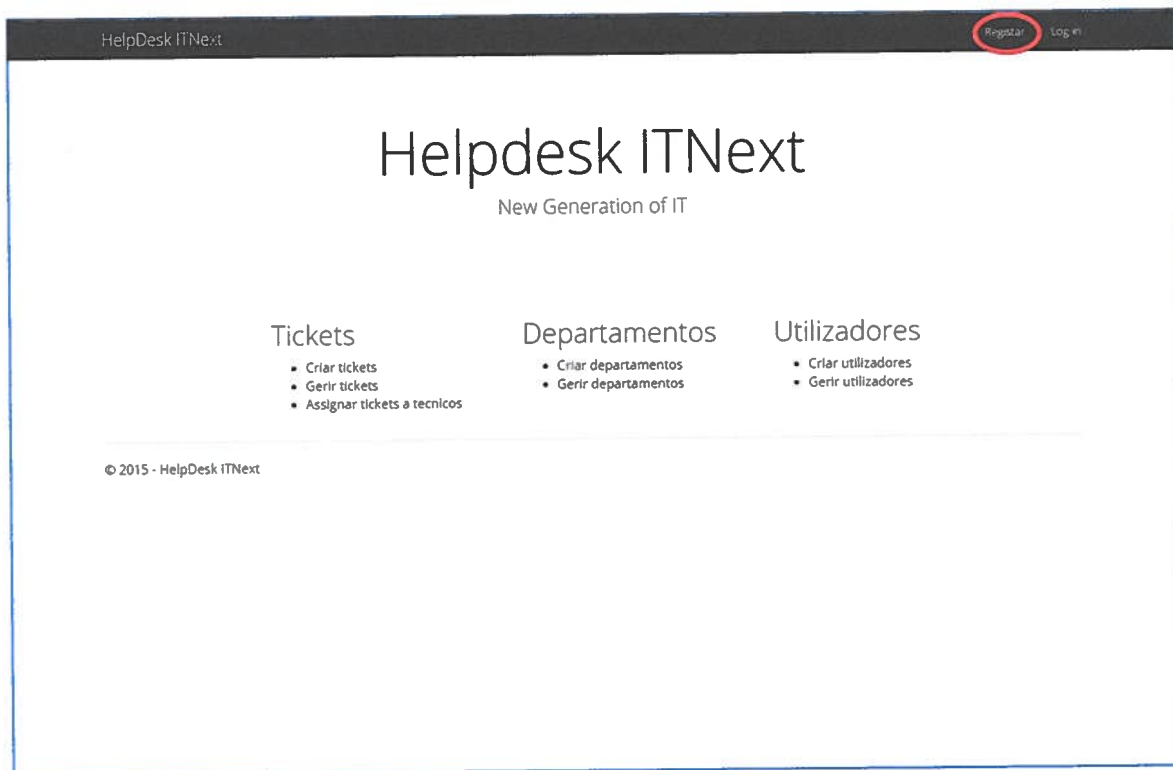 HelpDesk ITNext
Registar Log in
Helpdesk ITNext
New Generation of IT
Tickets
• Criar tickets
• Gerir tickets
• Assignar tickets a tecnicos
Departamentos
• Criar departamentos
• Gerir departamentos
Utilizadores
• Criar utilizadores
• Gerir utilizadores
© 2015 - HelpDesk ITNext